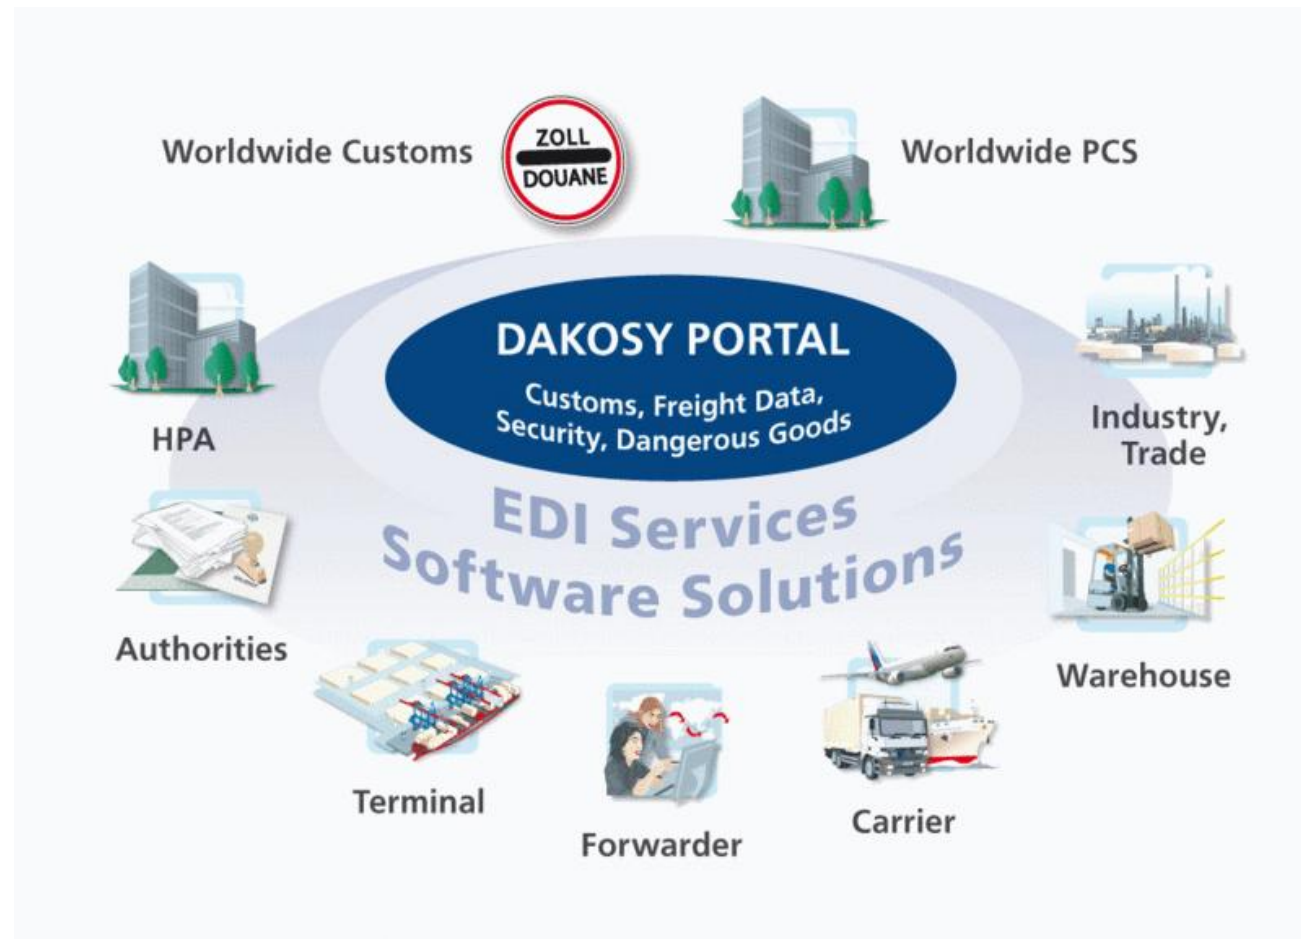 Worldwide Customs
ZOLL
DOUANE
Worldwide PCS
HPA
DAKOSY PORTAL
Customs, Freight Data,
Security, Dangerous Goods
Industry,
Trade
EDI Services
Software Solutions
Authorities
Warehouse
Terminal
Forwarder
Carrier